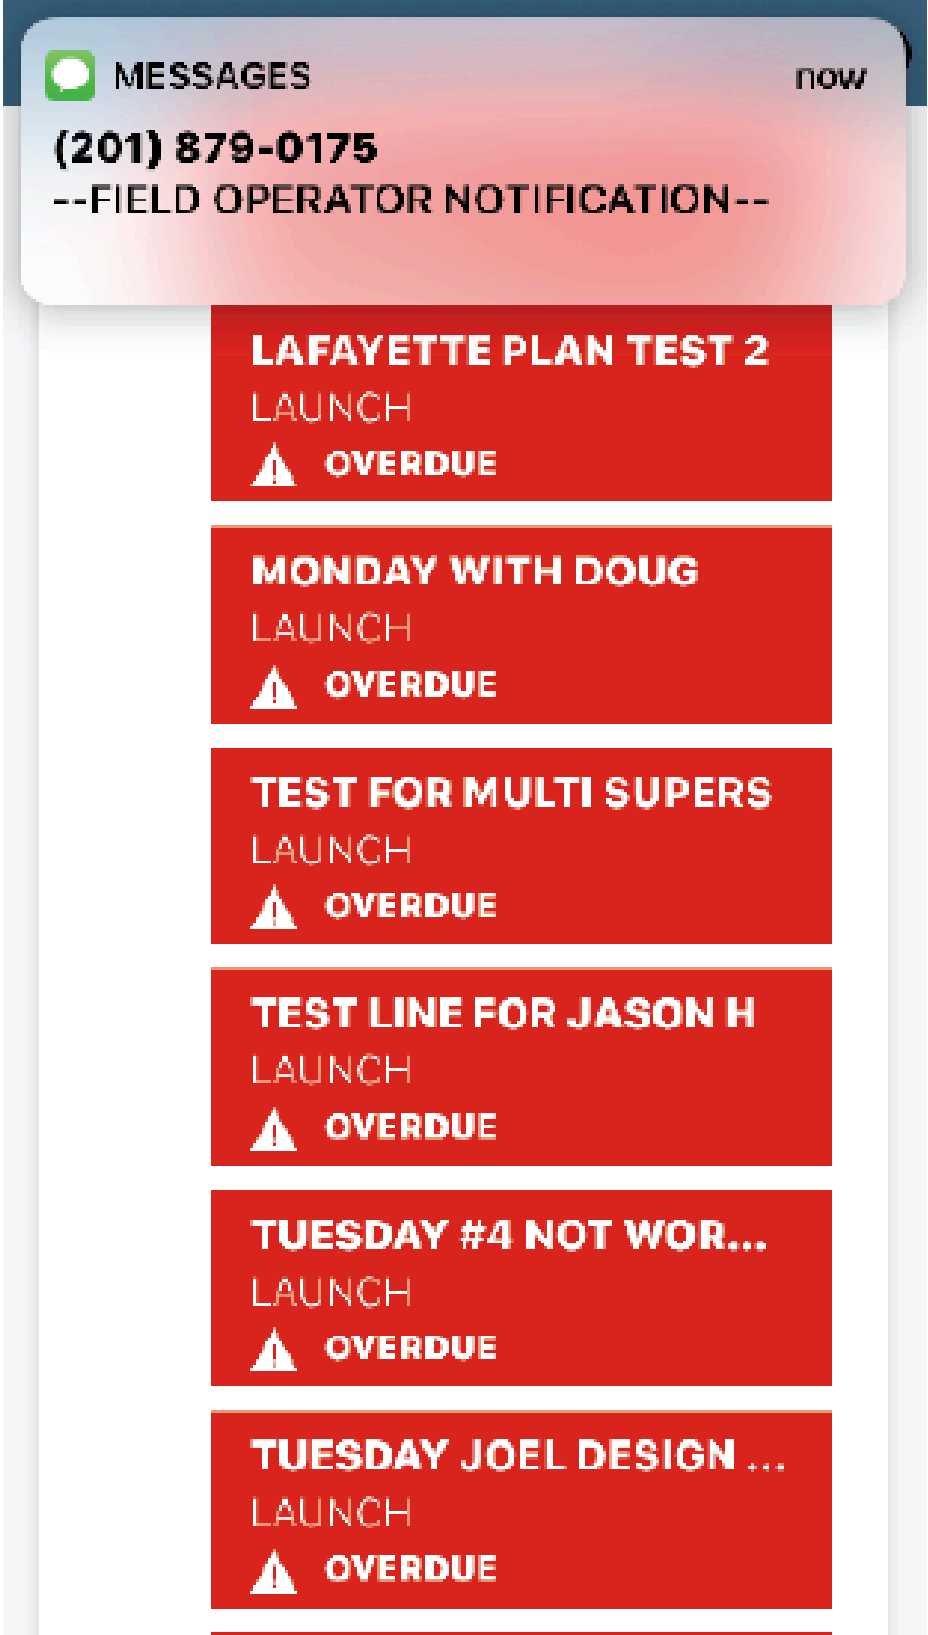 MESSAGES now
(201) 879-0175
--FIELD OPERATOR NOTIFICATION--
LAFAYETTE PLAN TEST 2
LAUNCH
OVERDUE
MONDAY WITH DOUG
LAUNCH
OVERDUE
TEST FOR MULTI SUPERS
LAUNCH
OVERDUE
TEST LINE FOR JASON H
LAUNCH
OVERDUE
TUESDAY #4 NOT WOR...
LAUNCH
OVERDUE
TUESDAY JOEL DESIGN ...
LAUNCH
OVERDUE